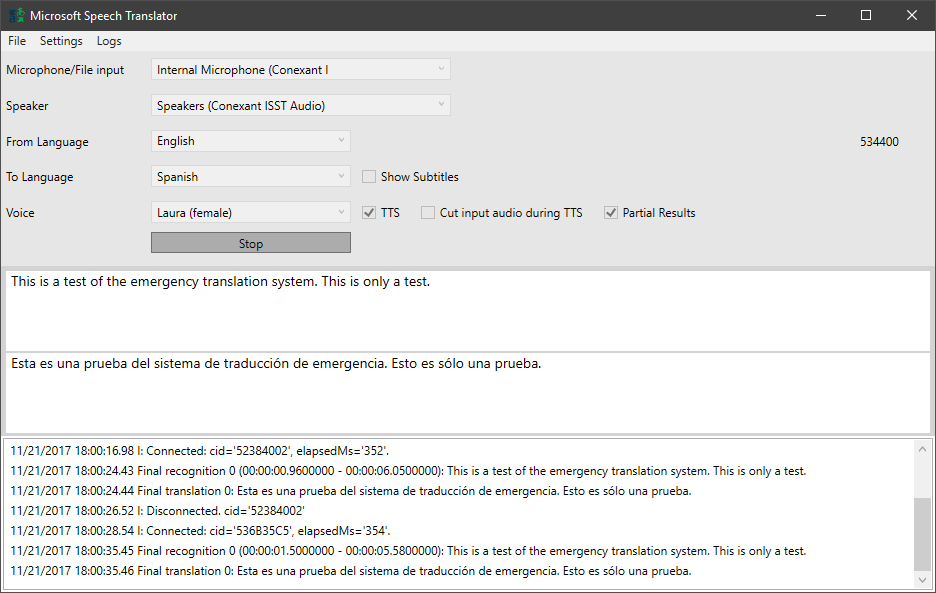 Microsoft Speech Translator
File Settings Logs
Microphone/File input Internal Microphone (Conexant I
Speaker Speakers (Conexant ISST Audio)
From Language English 534400
To Language Spanish Show Subtitles
Voice Laura (female) TTS Cut input audio during TTS Partial Results
Stop
This is a test of the emergency translation system. This is only a test.
Esta es una prueba del sistema de traducción de emergencia. Esto es sólo una prueba.
11/21/2017 18:00:16.98 I: Connected: cid='52384002', elapsedMs='352'.
11/21/2017 18:00:24.43 Final recognition 0 (00:00:00.9600000 - 00:00:06.0500000): This is a test of the emergency translation system. This is only a test.
11/21/2017 18:00:24.44 Final translation 0: Esta es una prueba del sistema de traducción de emergencia. Esto es sólo una prueba.
11/21/2017 18:00:26.52 I: Disconnected. cid='52384002'
11/21/2017 18:00:28.54 I: Connected: cid='536B35C5', elapsedMs='354'.
11/21/2017 18:00:35.45 Final recognition 0 (00:00:01.5000000 - 00:00:05.5800000): This is a test of the emergency translation system. This is only a test.
11/21/2017 18:00:35.46 Final translation 0: Esta es una prueba del sistema de traducción de emergencia. Esto es sólo una prueba.